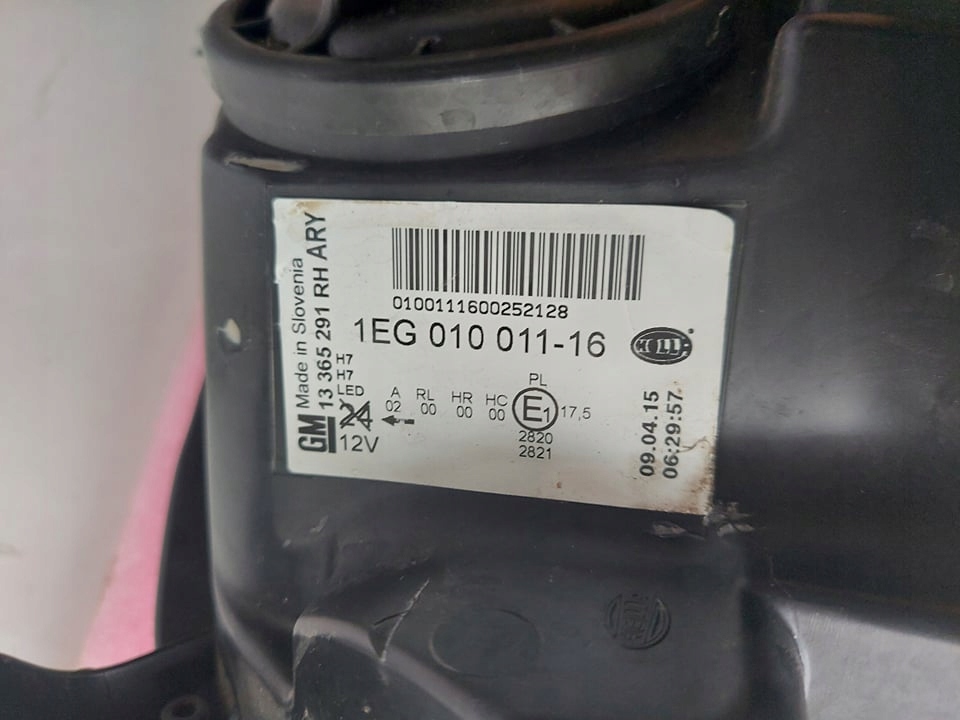 Made in Slovenia
13 365 291 RH ARY
GM
0100111600252128
1EG 010 011-16
H7
H7
LED
24
12V
A RL HR HC PL
02 00 00 00 E1 17,5
2820
2821
09.04.15
06:29:57